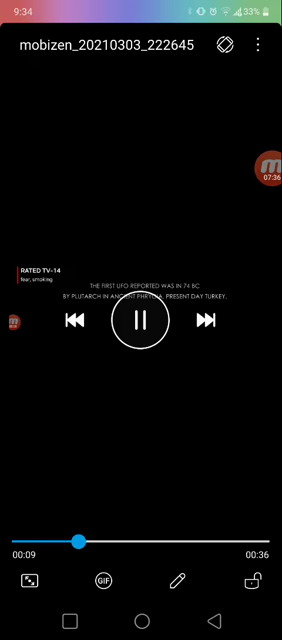 9:34
33%
mobizen_20210303_222645
07:36
RATED TV-14
fear, smoking
THE FIRST UFO REPORTED WAS IN 74 BC
BY PLUTARCH IN ANCIENT PHRYGIA, PRESENT DAY TURKEY.
00:09
00:36
GIF